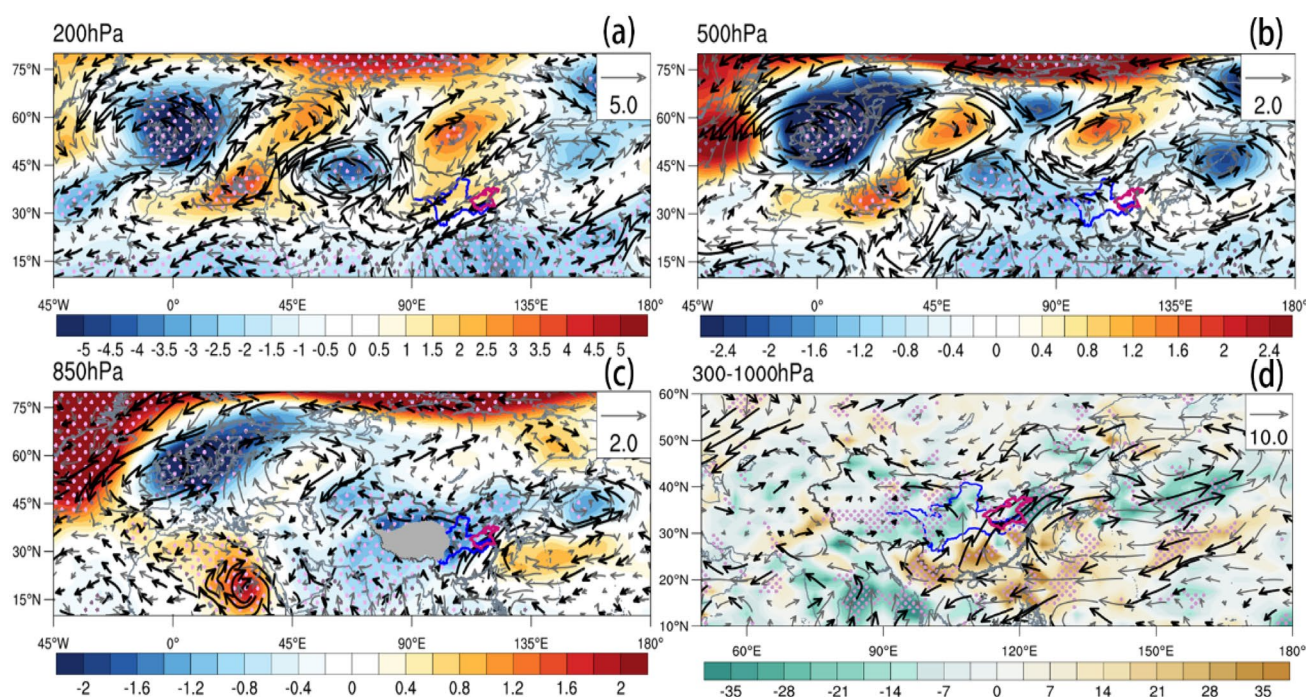 200hPa (a)
75°N
60°N
45°N
30°N
15°N
5.0
45°W 0° 45°E 90°E 135°E 180°
-5 -4.5 -4 -3.5 -3 -2.5 -2 -1.5 -1 -0.5 0 0.5 1 1.5 2 2.5 3 3.5 4 4.5 5
500hPa (b)
75°N
60°N
45°N
30°N
15°N
2.0
45°W 0° 45°E 90°E 135°E 180°
-2.4 -2 -1.6 -1.2 -0.8 -0.4 0 0.4 0.8 1.2 1.6 2 2.4
850hPa (c)
75°N
60°N
45°N
30°N
15°N
2.0
45°W 0° 45°E 90°E 135°E 180°
-2 -1.6 -1.2 -0.8 -0.4 0 0.4 0.8 1.2 1.6 2
300-1000hPa (d)
60°N
50°N
40°N
30°N
20°N
10°N
10.0
60°E 90°E 120°E 150°E 180°
-35 -28 -21 -14 -7 0 7 14 21 28 35